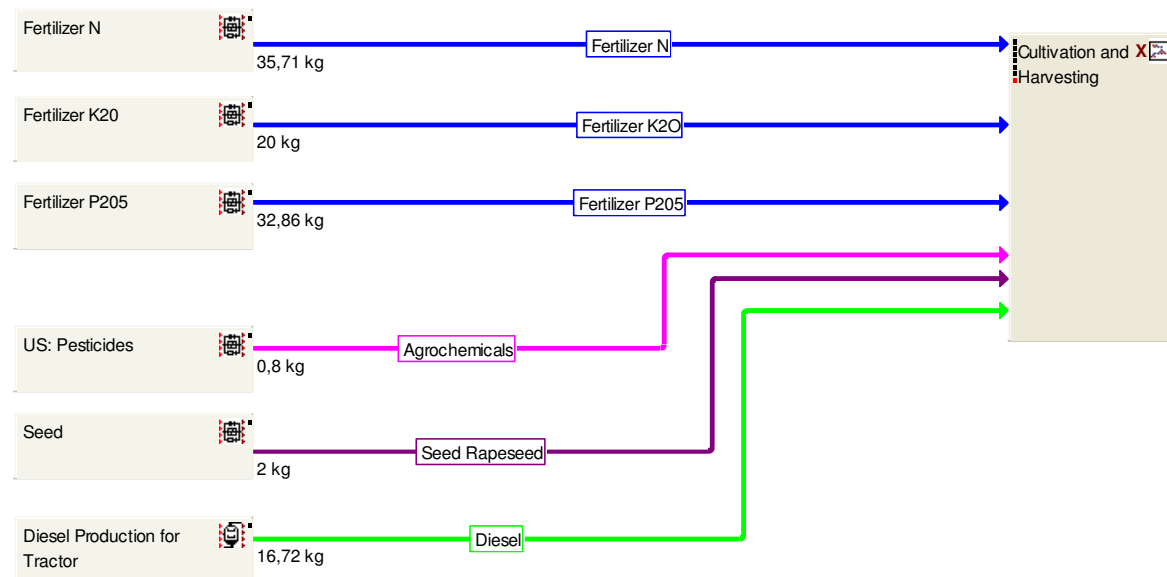 Fertilizer N
35,71 kg
Fertilizer N
Cultivation and X
Harvesting
Fertilizer K20
20 kg
Fertilizer K2O
Fertilizer P205
32,86 kg
Fertilizer P205
US: Pesticides
0,8 kg
Agrochemicals
Seed
2 kg
Seed Rapeseed
Diesel Production for
Tractor
16,72 kg
Diesel